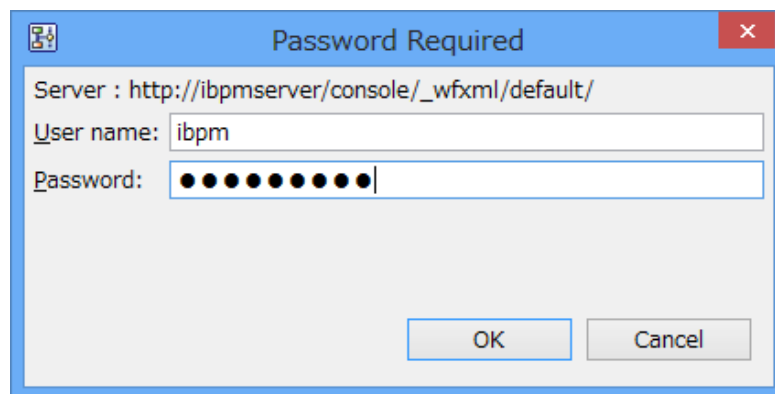 Password Required
Server : http://ibpmserver/console/_wfxml/default/
User name: ibpm
Password: ●●●●●●●●●
OK Cancel